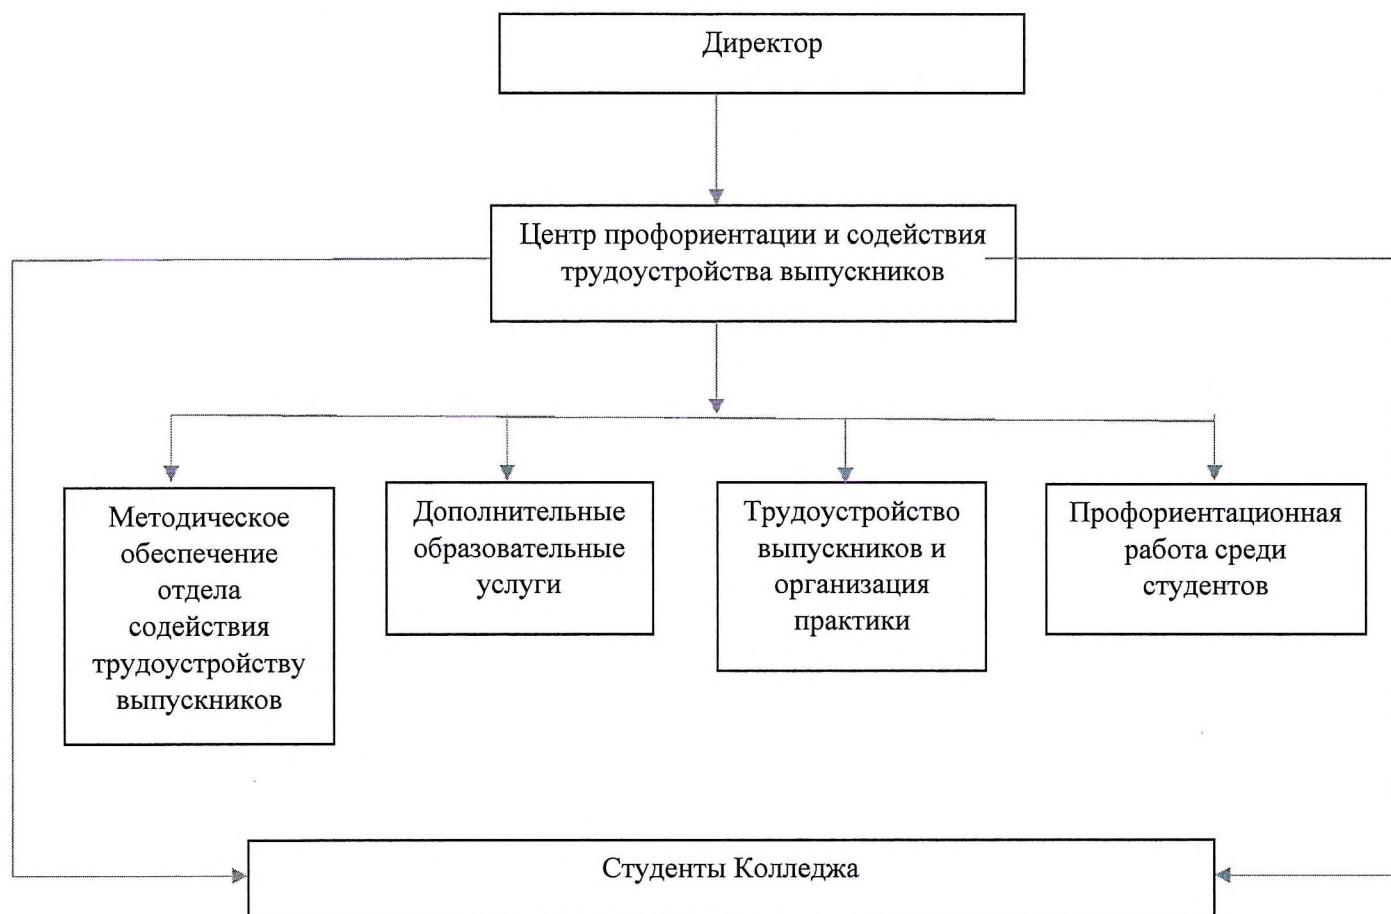 Директор
Центр профориентации и содействия
трудоустройства выпускников
Методическое
обеспечение
отдела
содействия
трудоустройству
выпускников
Дополнительные
образовательные
услуги
Трудоустройство
выпускников и
организация
практики
Профориентационная
работа среди
студентов
Студенты Колледжа